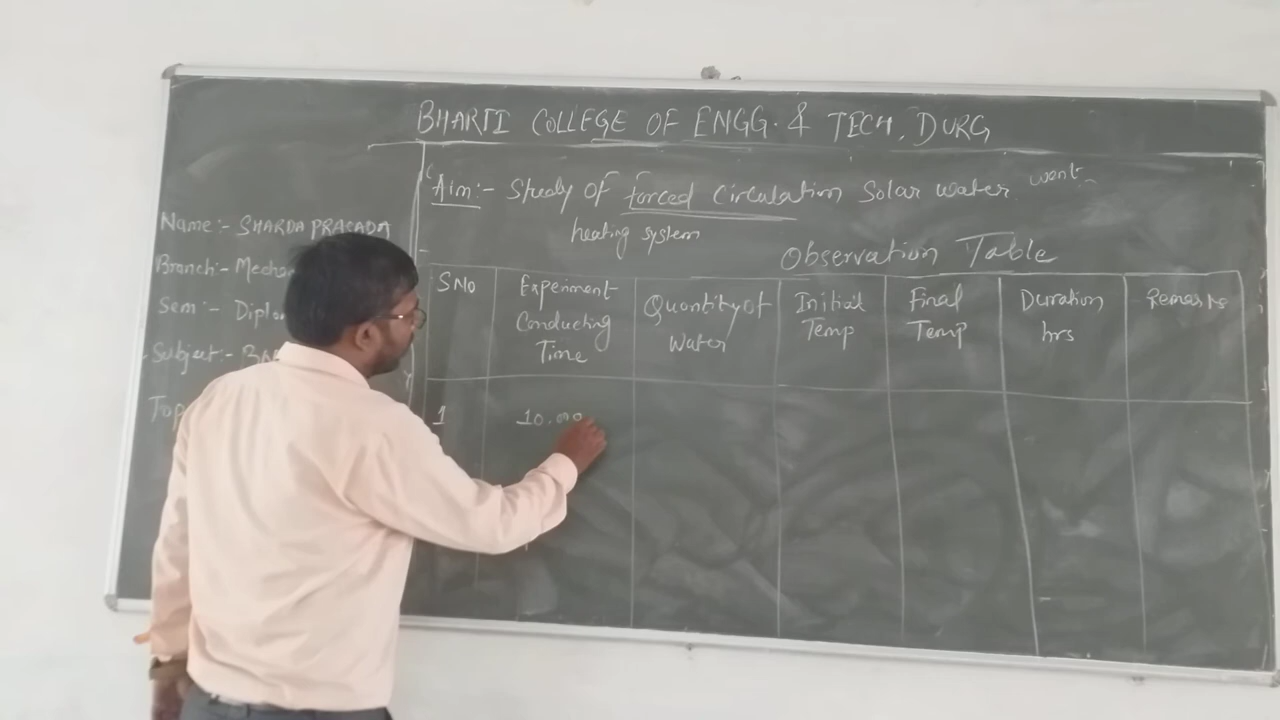 BHARTI COLLEGE OF ENGG. & TECH, DURG
Name :- SHARDA PRASADA
Branch:- Mecha
Sem :- Diplo
Subject:-
Top
Aim:- Study of forced circulation Solar water
heating system
Observation Table
S No
Experiment
Conducting
Time
Quantity of
Water
Initial
Temp
Final
Temp
Duration
hrs
Remarks
1
10.00